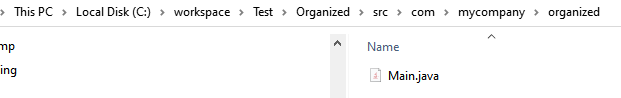 This PC > Local Disk (C:) > workspace > Test > Organized > src > com > mycompany > organized
Name
mp
ing
Main.java